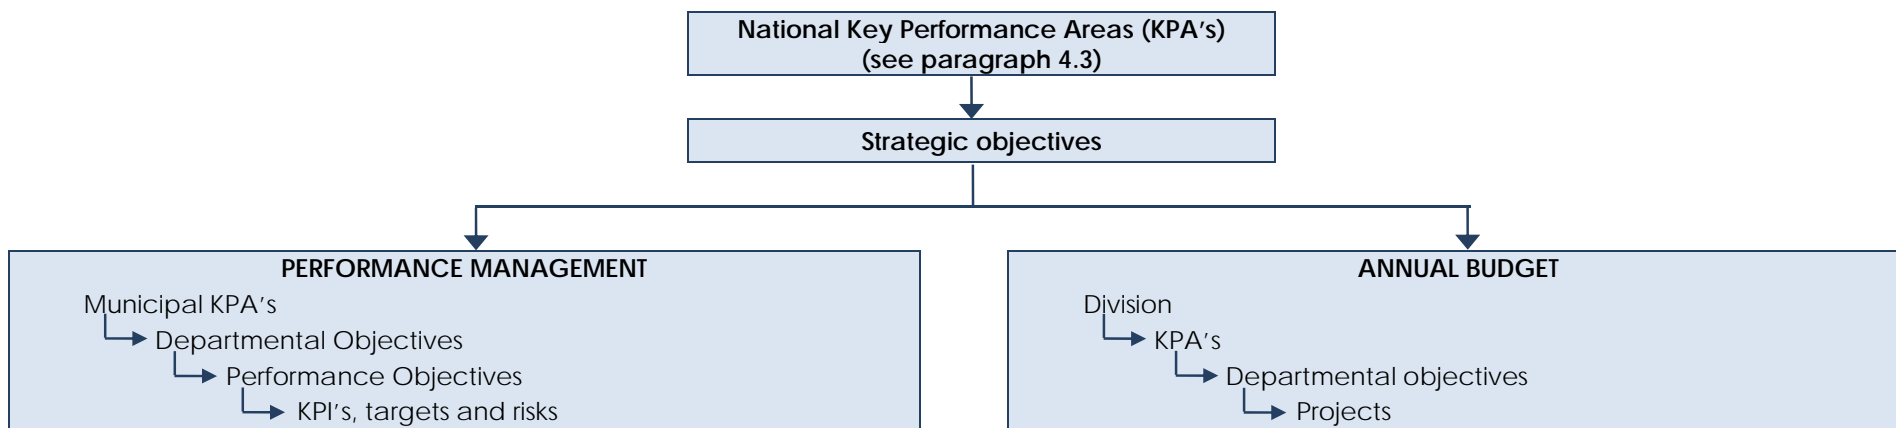 National Key Performance Areas (KPA's)
(see paragraph 4.3)
Strategic objectives
PERFORMANCE MANAGEMENT
Municipal KPA's
Departmental Objectives
Performance Objectives
KPI's, targets and risks
ANNUAL BUDGET
Division
KPA's
Departmental objectives
Projects